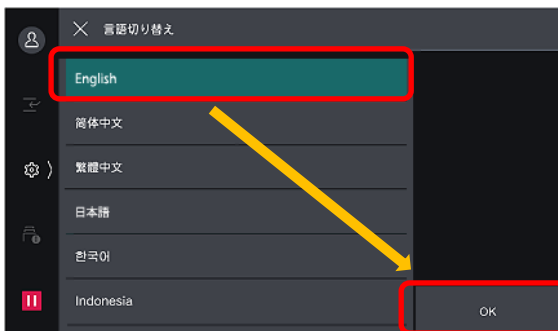 言語切り替え
English
简体中文
繁體中文
日本語
한국어
Indonesia
OK